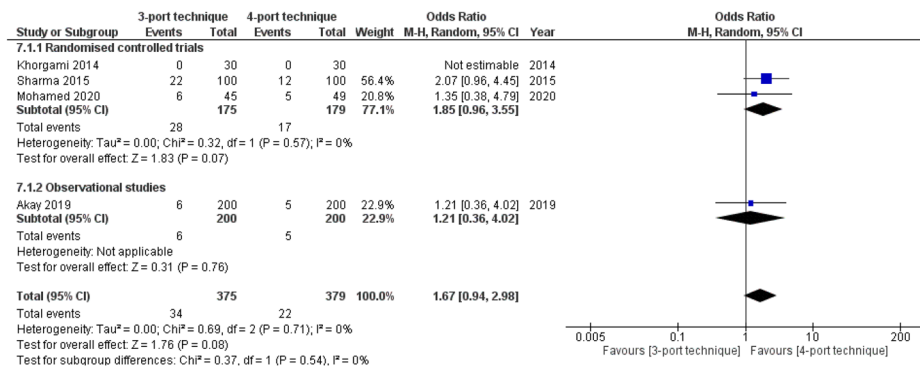 3-port technique 4-port technique Odds Ratio Odds Ratio
Study or Subgroup Events Total Events Total Weight M-H, Random, 95% CI Year M-H, Random, 95% CI
7.1.1 Randomised controlled trials
Khorgami 2014 0 30 0 30 Not estimable 2014
Sharma 2015 22 100 12 100 56.4% 2.07 [0.96, 4.45] 2015
Mohamed 2020 6 45 5 49 20.8% 1.35 [0.38, 4.79] 2020
Subtotal (95% CI) 175 179 77.1% 1.85 [0.96, 3.55]
Total events 28 17
Heterogeneity: Tau² = 0.00; Chi² = 0.32, df = 1 (P = 0.57); I² = 0%
Test for overall effect: Z = 1.83 (P = 0.07)
7.1.2 Observational studies
Akay 2019 6 200 5 200 22.9% 1.21 [0.36, 4.02] 2019
Subtotal (95% CI) 200 200 22.9% 1.21 [0.36, 4.02]
Total events 6 5
Heterogeneity: Not applicable
Test for overall effect: Z = 0.31 (P = 0.76)
Total (95% CI) 375 379 100.0% 1.67 [0.94, 2.98]
Total events 34 22
Heterogeneity: Tau² = 0.00; Chi² = 0.69, df = 2 (P = 0.71); I² = 0%
Test for overall effect: Z = 1.76 (P = 0.08)
Test for subgroup differences: Chi² = 0.37, df = 1 (P = 0.54), I² = 0%
0.005 0.1 1 10 200
Favours [3-port technique] Favours [4-port technique]